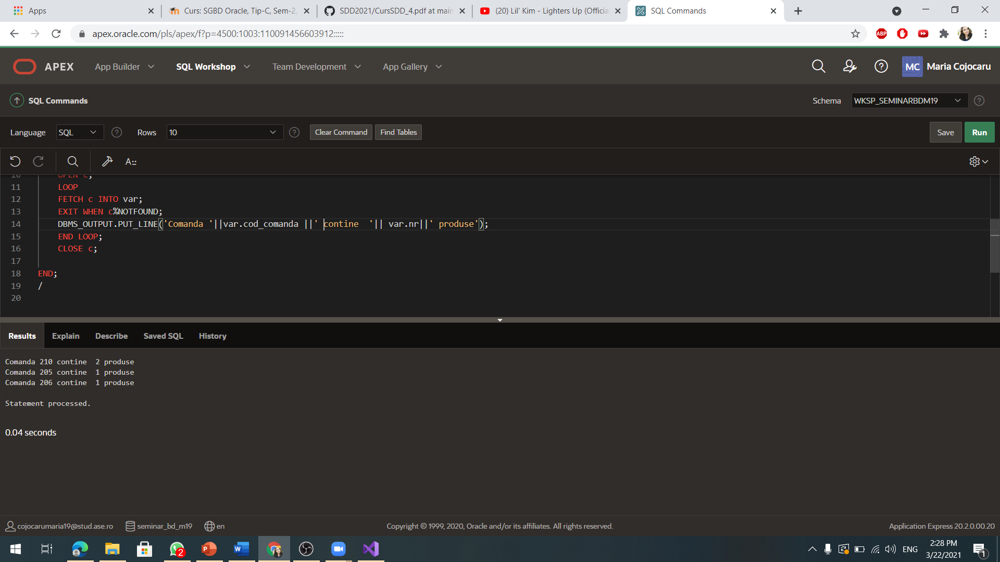 Apps
Curs: SGBD Oracle, Tip-C, Sem-2,
SDD2021/CursSDD_4.pdf at main
(20) Lil' Kim - Lighters Up (Officia
SQL Commands
apex.oracle.com/pls/apex/f?p=4500:1003:110091456603912:::::
ABP
APEX
App Builder
SQL Workshop
Team Development
App Gallery
MC
Maria Cojocaru
SQL Commands
Schema
WKSP_SEMINARBDM19
Language
SQL
Rows
10
Clear Command
Find Tables
Save
Run
A::
10 OPEN c;
11 LOOP
12 FETCH c INTO var;
13 EXIT WHEN c%NOTFOUND;
14 DBMS_OUTPUT.PUT_LINE('Comanda '||var.cod_comanda ||' contine  '|| var.nr||' produse');
15 END LOOP;
16 CLOSE c;
17
18 END;
19 /
20
Results
Explain
Describe
Saved SQL
History
Comanda 210 contine  2 produse
Comanda 205 contine  1 produse
Comanda 206 contine  1 produse
Statement processed.
0.04 seconds
cojocarumaria19@stud.ase.ro
seminar_bd_m19
en
Copyright © 1999, 2020, Oracle and/or its affiliates. All rights reserved.
Application Express 20.2.0.00.20
2
P
W
ENG
2:28 PM
3/22/2021
1